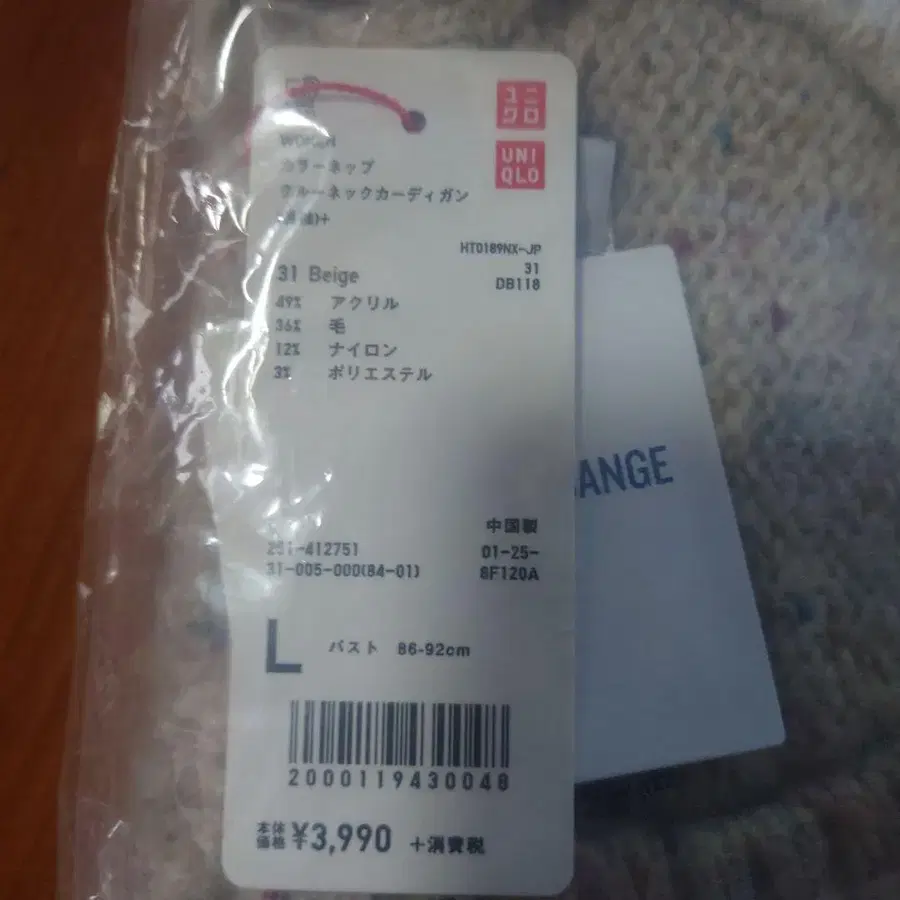 ユニ
クロ
UNI
QLO
WOMEN
カラーネップ
クルーネックカーディガン
HT0189NX-JP
31
DB118
31 Beige
49% アクリル
36% 毛
12% ナイロン
3% ポリエステル
中国製
251-412751 01-25-
31-005-000(84-01) 8F120A
L バスト 86-92cm
2000119430048
本体
価格 ¥3,990 +消費税
ANGE